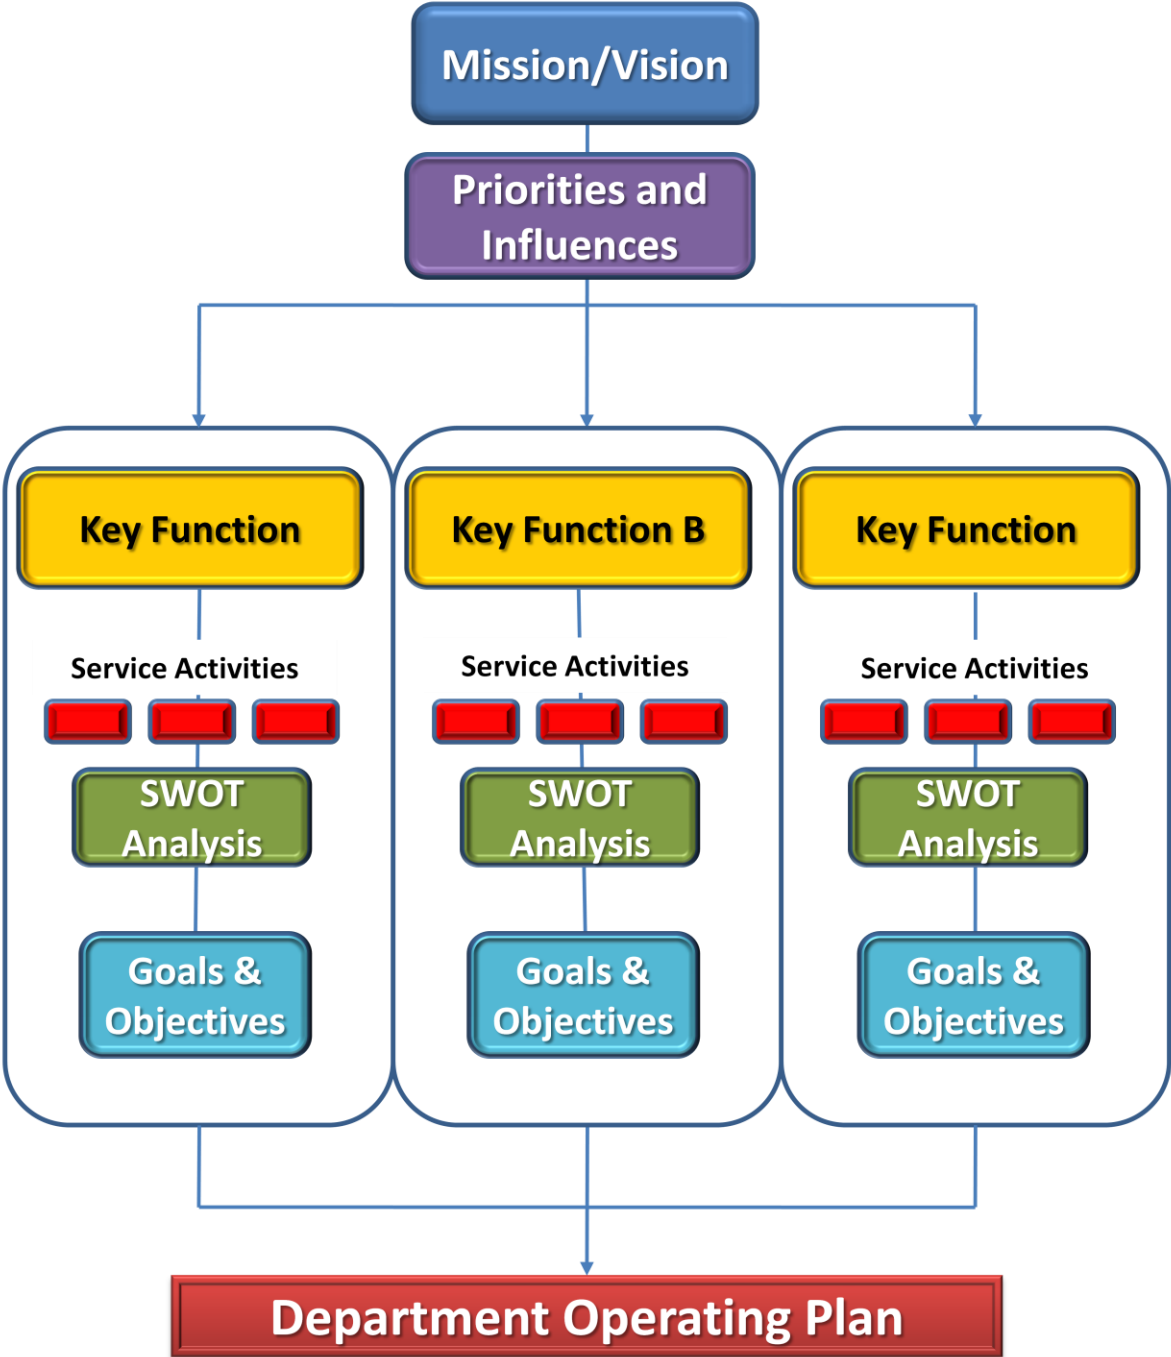 Mission/Vision
Priorities and
Influences
Key Function
Key Function B
Key Function
Service Activities
Service Activities
Service Activities
SWOT
Analysis
SWOT
Analysis
SWOT
Analysis
Goals &
Objectives
Goals &
Objectives
Goals &
Objectives
Department Operating Plan